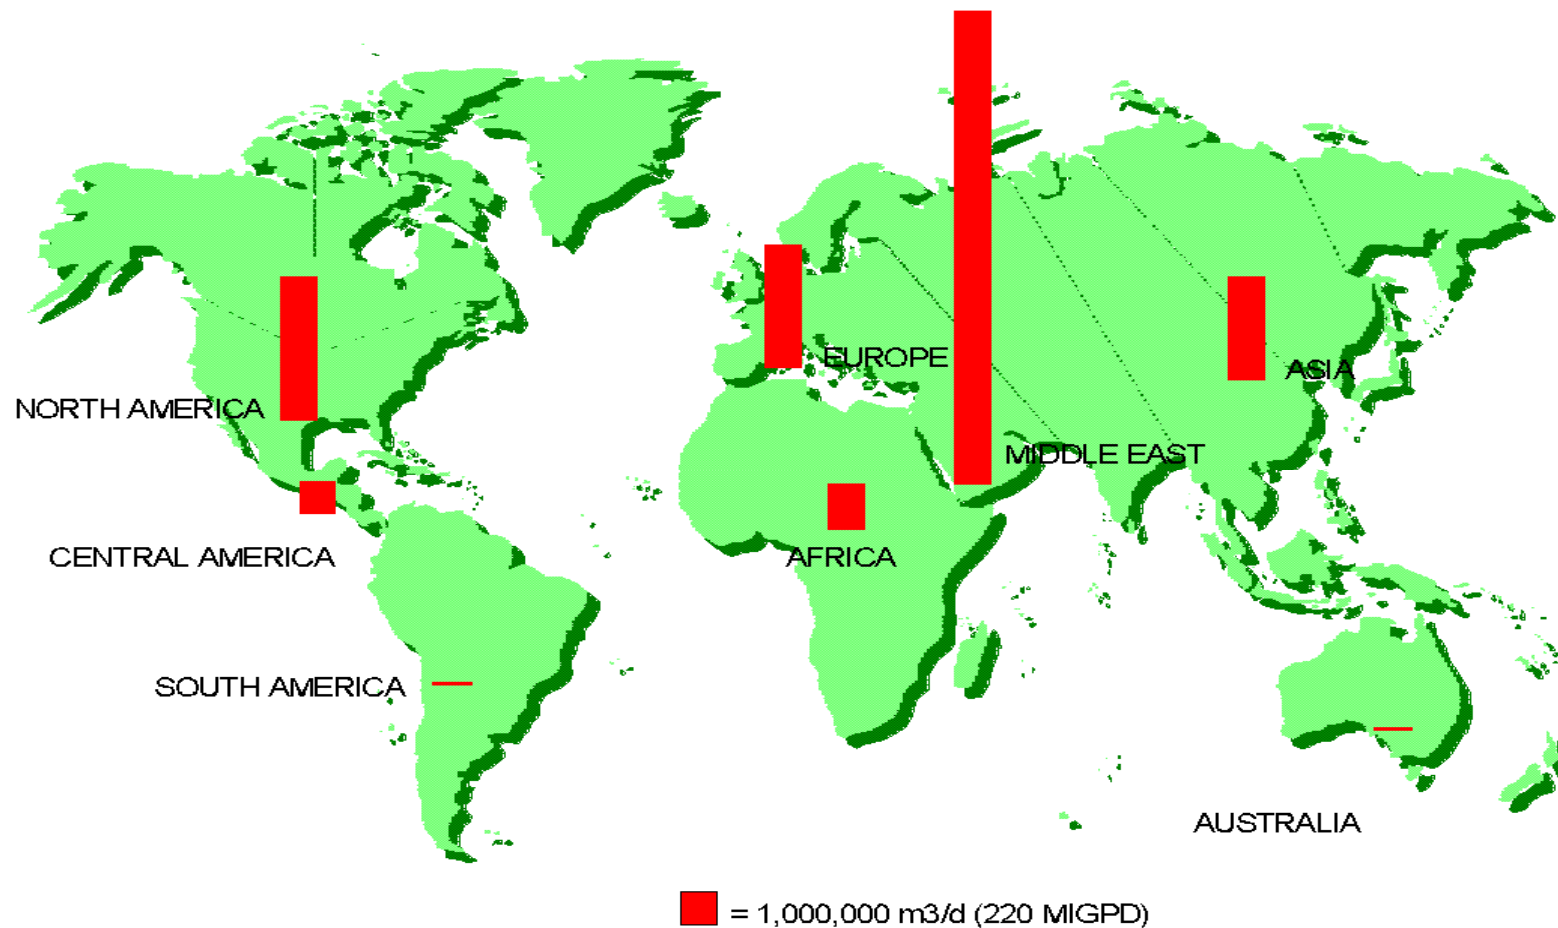 EUROPE
ASIA
NORTH AMERICA
MIDDLE EAST
CENTRAL AMERICA
AFRICA
SOUTH AMERICA
AUSTRALIA
= 1,000,000 m3/d (220 MIGPD)